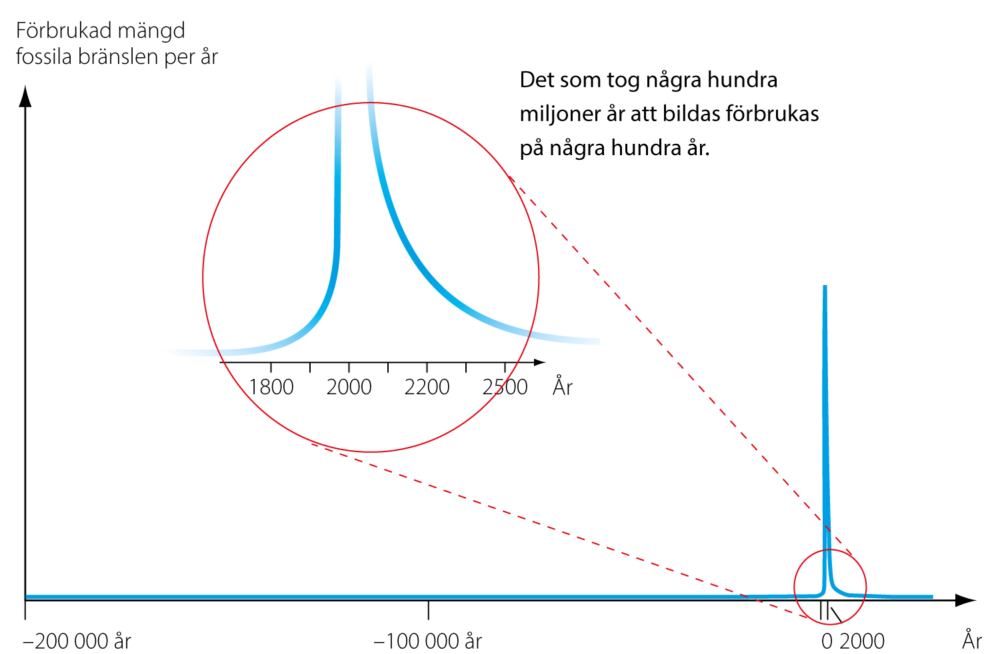 Förbrukad mängd
fossila bränslen per år
Det som tog några hundra
miljoner år att bildas förbrukas
på några hundra år.
1800 2000 2200 2500 År
–200 000 år –100 000 år 0 2000 År